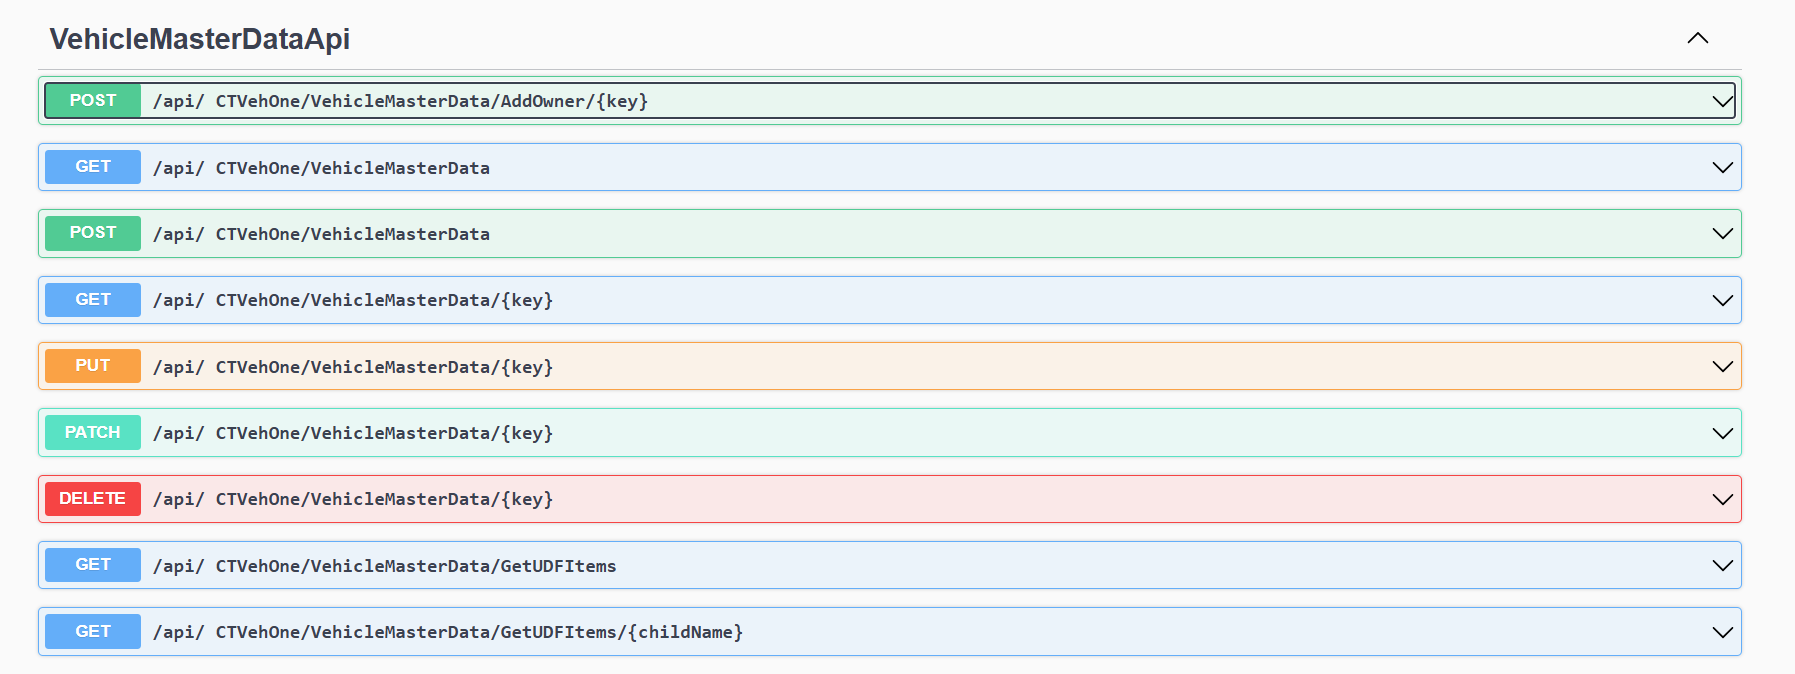 VehicleMasterDataApi
POST /api/ CTVehOne/VehicleMasterData/AddOwner/{key}
GET /api/ CTVehOne/VehicleMasterData
POST /api/ CTVehOne/VehicleMasterData
GET /api/ CTVehOne/VehicleMasterData/{key}
PUT /api/ CTVehOne/VehicleMasterData/{key}
PATCH /api/ CTVehOne/VehicleMasterData/{key}
DELETE /api/ CTVehOne/VehicleMasterData/{key}
GET /api/ CTVehOne/VehicleMasterData/GetUDFItems
GET /api/ CTVehOne/VehicleMasterData/GetUDFItems/{childName}